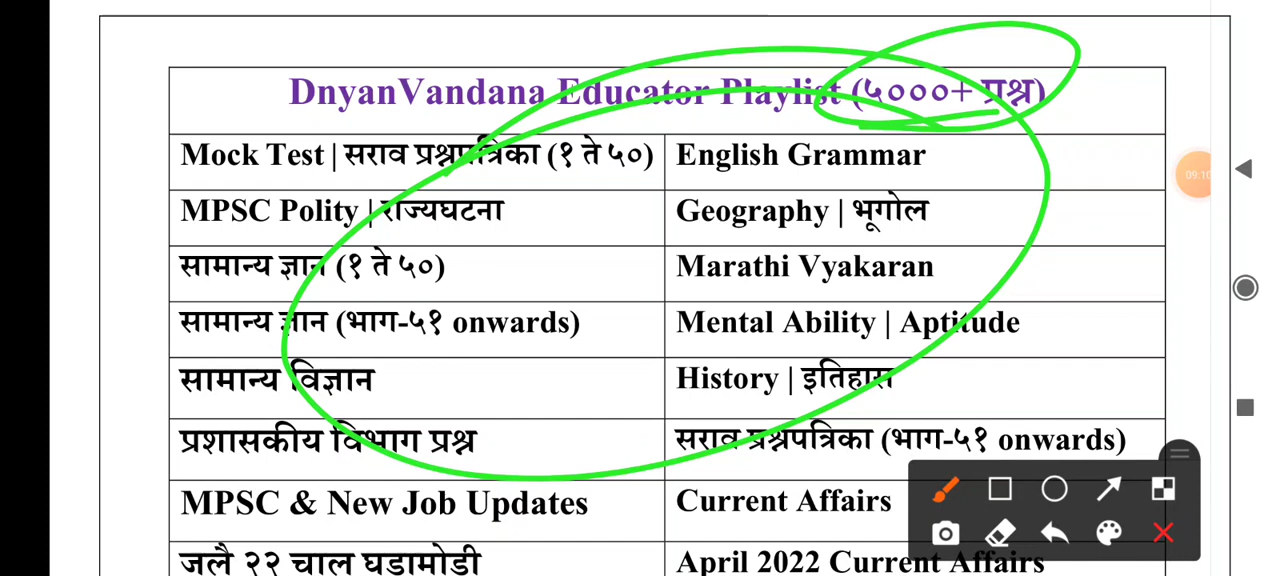 DnyanVandana Educator Playlist (५०००+ प्रश्न)
Mock Test | सराव प्रश्नपत्रिका (१ ते ५०) English Grammar
MPSC Polity | राज्यघटना Geography | भूगोल
सामान्य ज्ञान (१ ते ५०) Marathi Vyakaran
सामान्य ज्ञान (भाग-५१ onwards) Mental Ability | Aptitude
सामान्य विज्ञान History | इतिहास
प्रशासकीय विभाग प्रश्न सराव प्रश्नपत्रिका (भाग-५१ onwards)
MPSC & New Job Updates Current Affairs
जुलै २२ चालू घडामोडी April 2022 Current Affairs
09:10